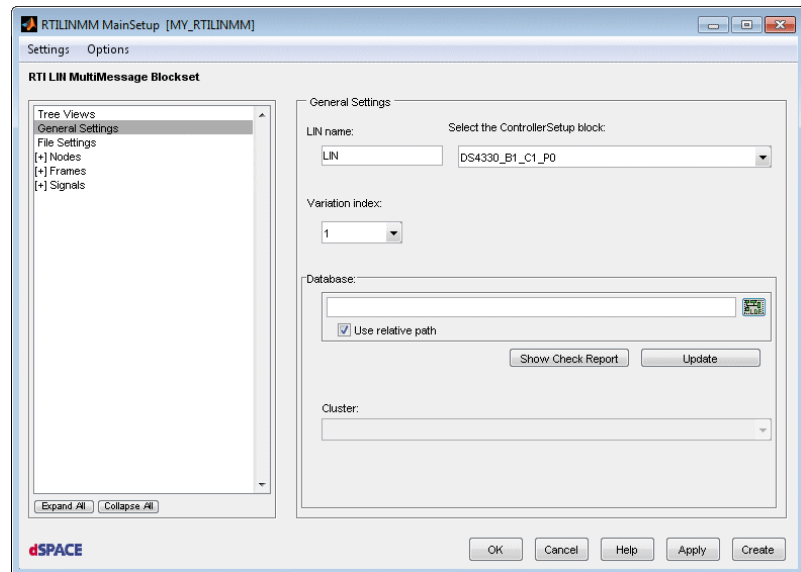 RTILINMM MainSetup [MY_RTILINMM]
Settings Options
RTI LIN MultiMessage Blockset
Tree Views
General Settings
File Settings
[+] Nodes
[+] Frames
[+] Signals
Expand All Collapse All
General Settings
LIN name: Select the ControllerSetup block:
LIN DS4330_B1_C1_P0
Variation index:
1
Database:
Use relative path
Show Check Report Update
Cluster:
dSPACE OK Cancel Help Apply Create